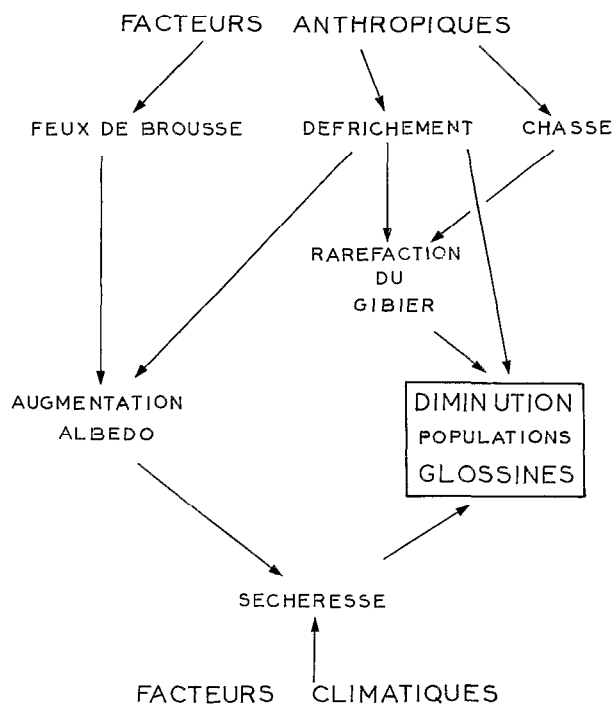 FACTEURS ANTHROPIQUES
FEUX DE BROUSSE
DEFRICHEMENT
CHASSE
RAREFACTION
DU
GIBIER
AUGMENTATION
ALBEDO
DIMINUTION
POPULATIONS
GLOSSINES
SECHERESSE
FACTEURS CLIMATIQUES